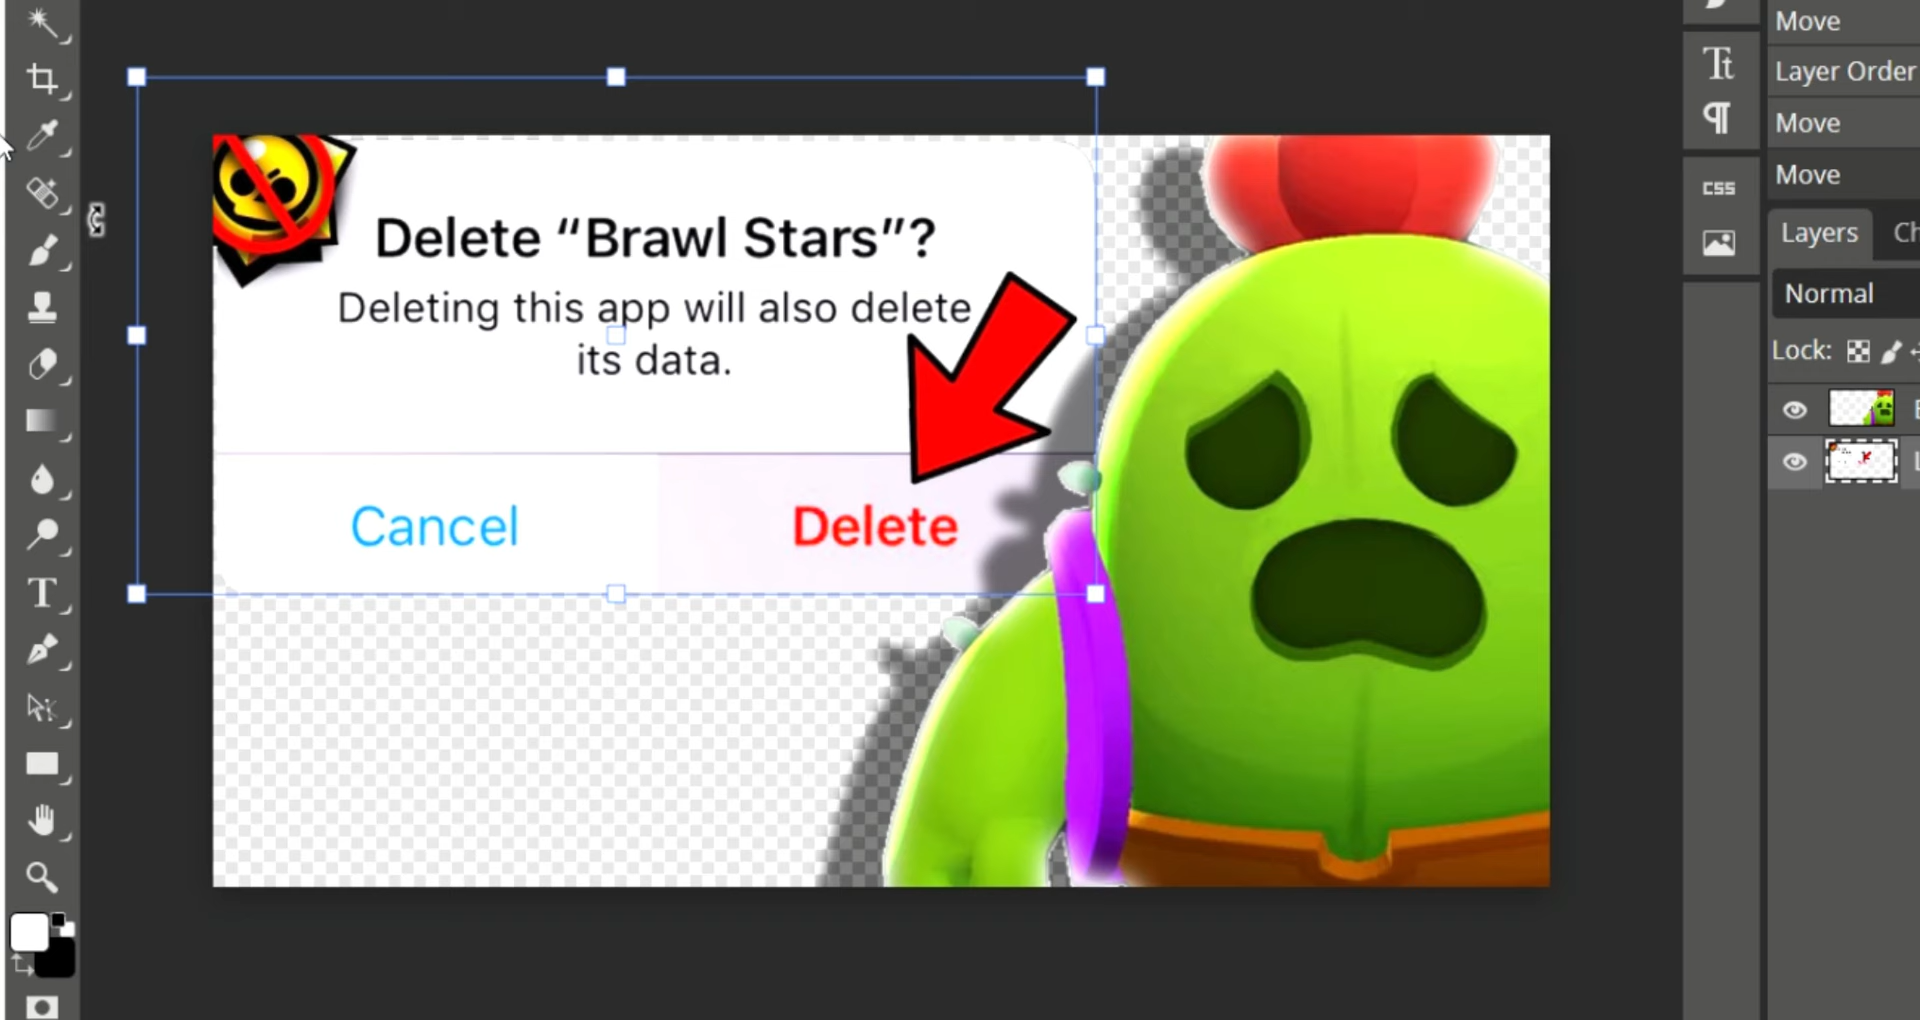 Move
Layer Order
Move
Move
CSS
Layers
Ch
Normal
Lock:
Delete “Brawl Stars”?
Deleting this app will also delete
its data.
Cancel
Delete